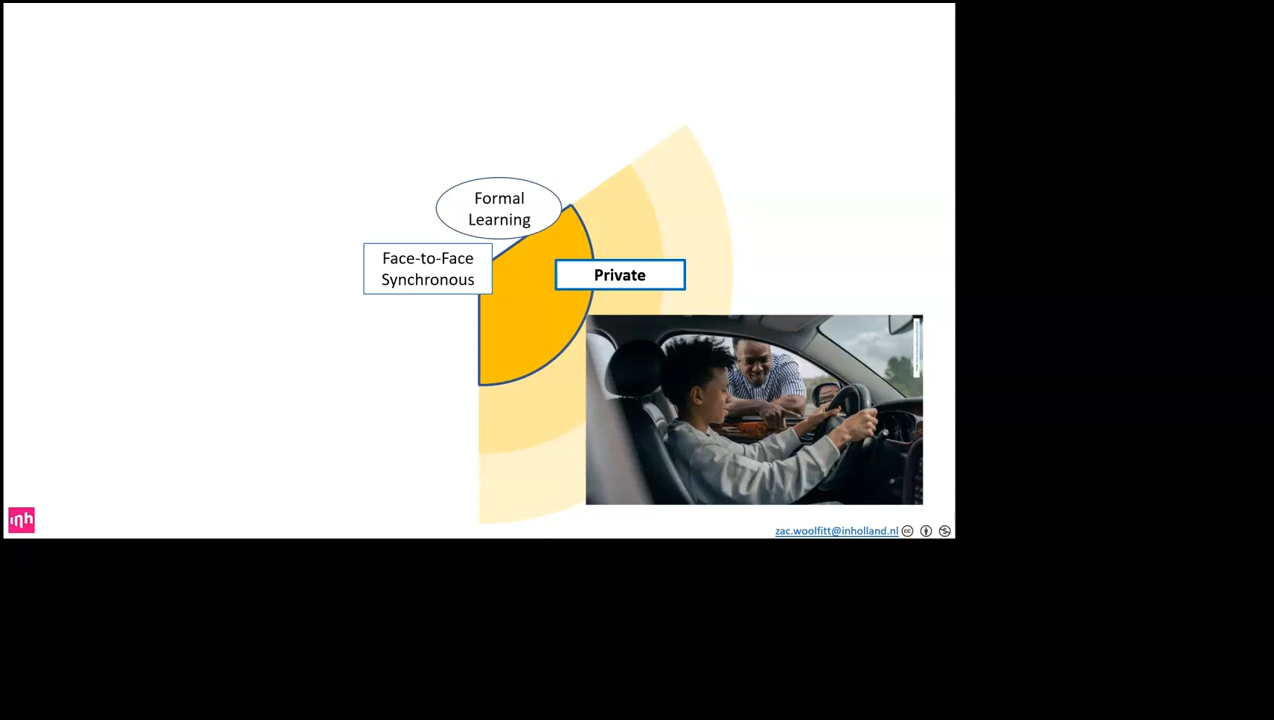 Formal
Learning
Face-to-Face
Synchronous
Private
inh
zac.woolfitt@inholland.nl